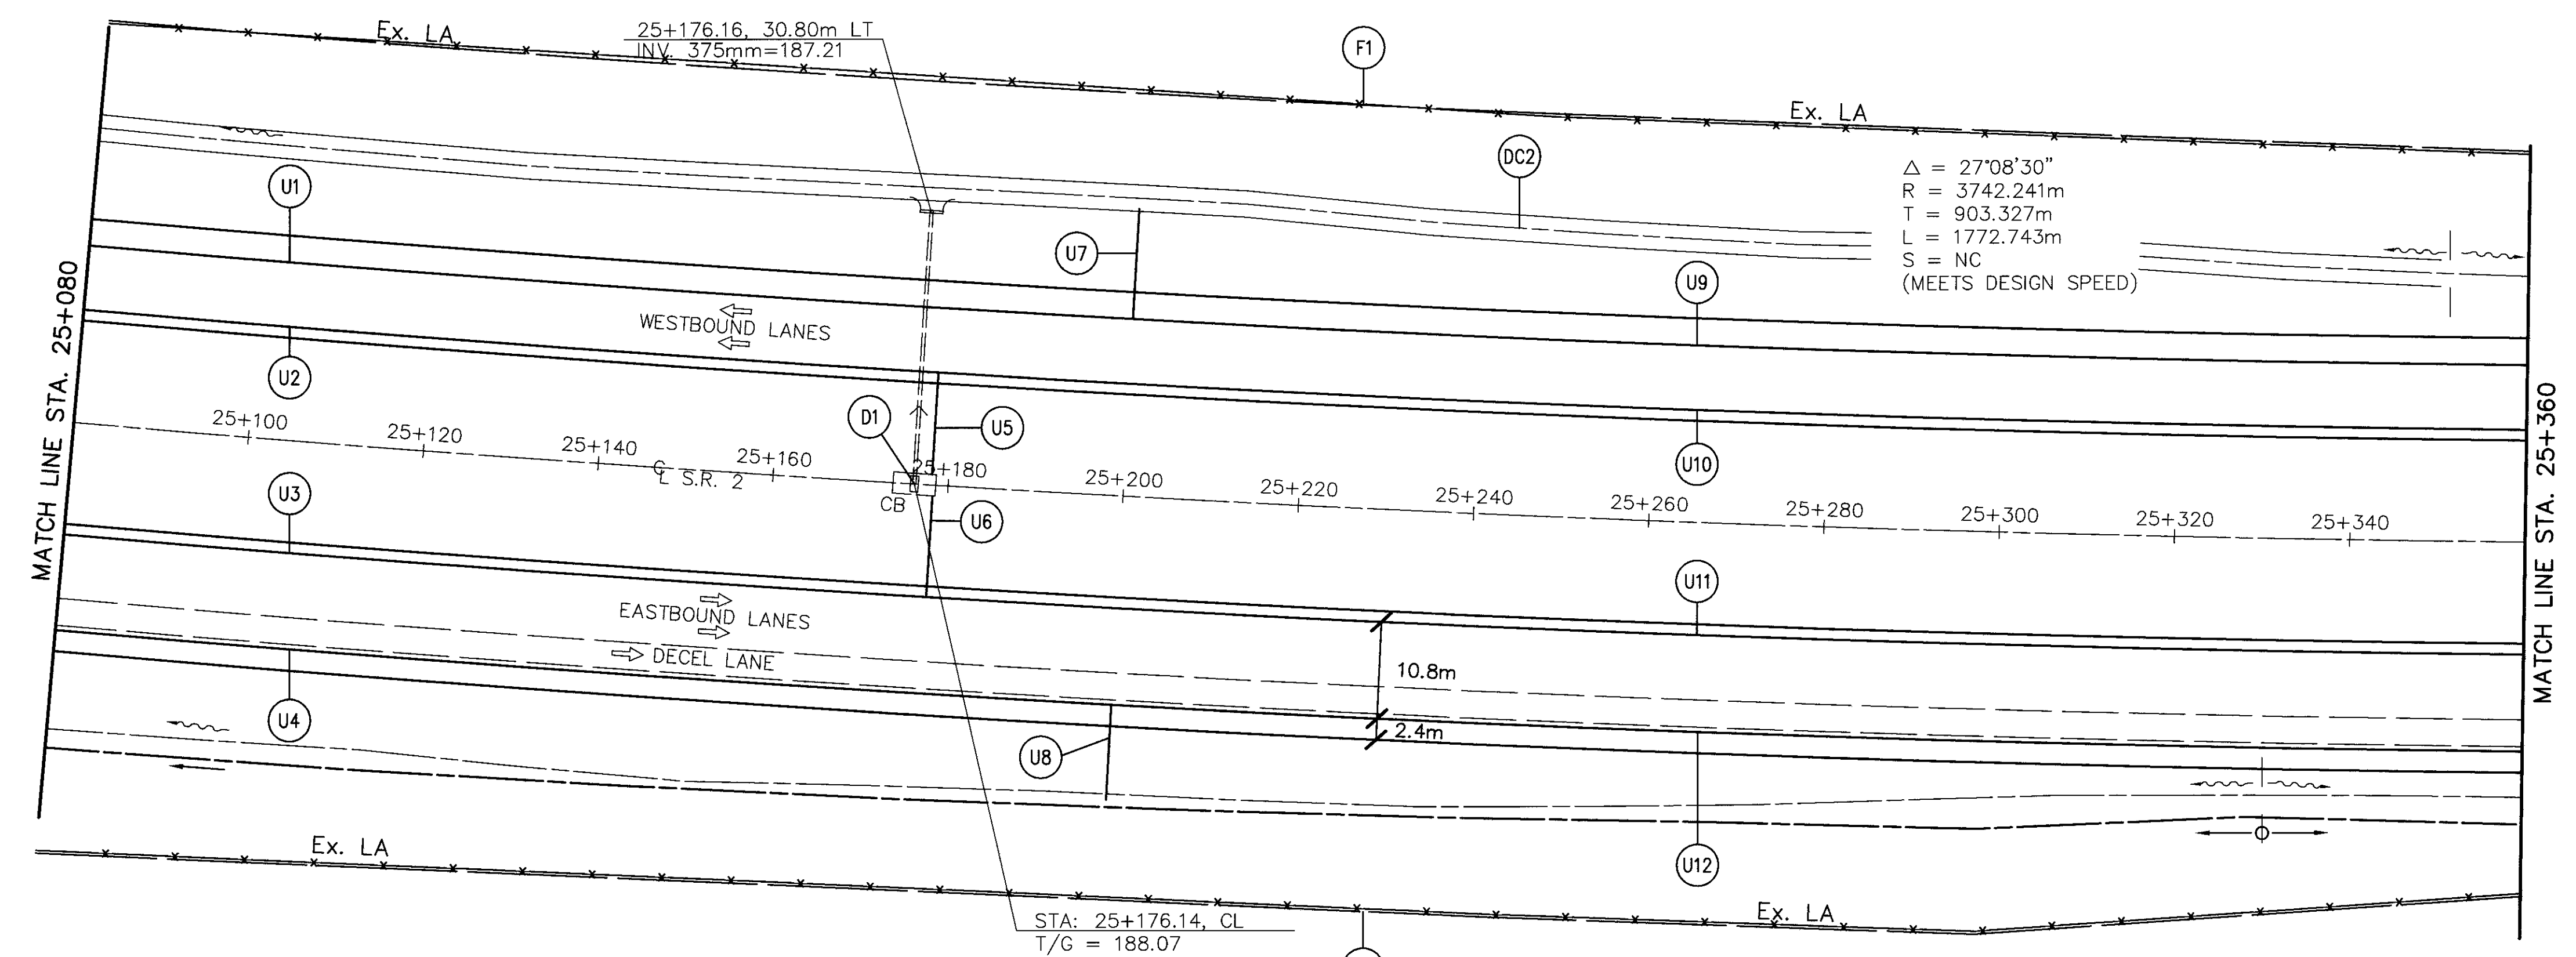 Ex. LA
25+176.16, 30.80m LT
INV. 375mm=187.21
F1
Ex. LA
DC2
Δ = 27°08'30"
R = 3742.241m
T = 903.327m
L = 1772.743m
S = NC
(MEETS DESIGN SPEED)
U1
U7
U9
MATCH LINE STA. 25+080
WESTBOUND LANES
U2
D1
U5
U10
MATCH LINE STA. 25+360
25+100
25+120
25+140
℄ S.R. 2
25+160
25+180
25+200
25+220
25+240
25+260
25+280
25+300
25+320
25+340
CB
U3
U6
U11
EASTBOUND LANES
DECEL LANE
10.8m
2.4m
U4
U8
U12
Ex. LA
Ex. LA
STA: 25+176.14, CL
T/G = 188.07